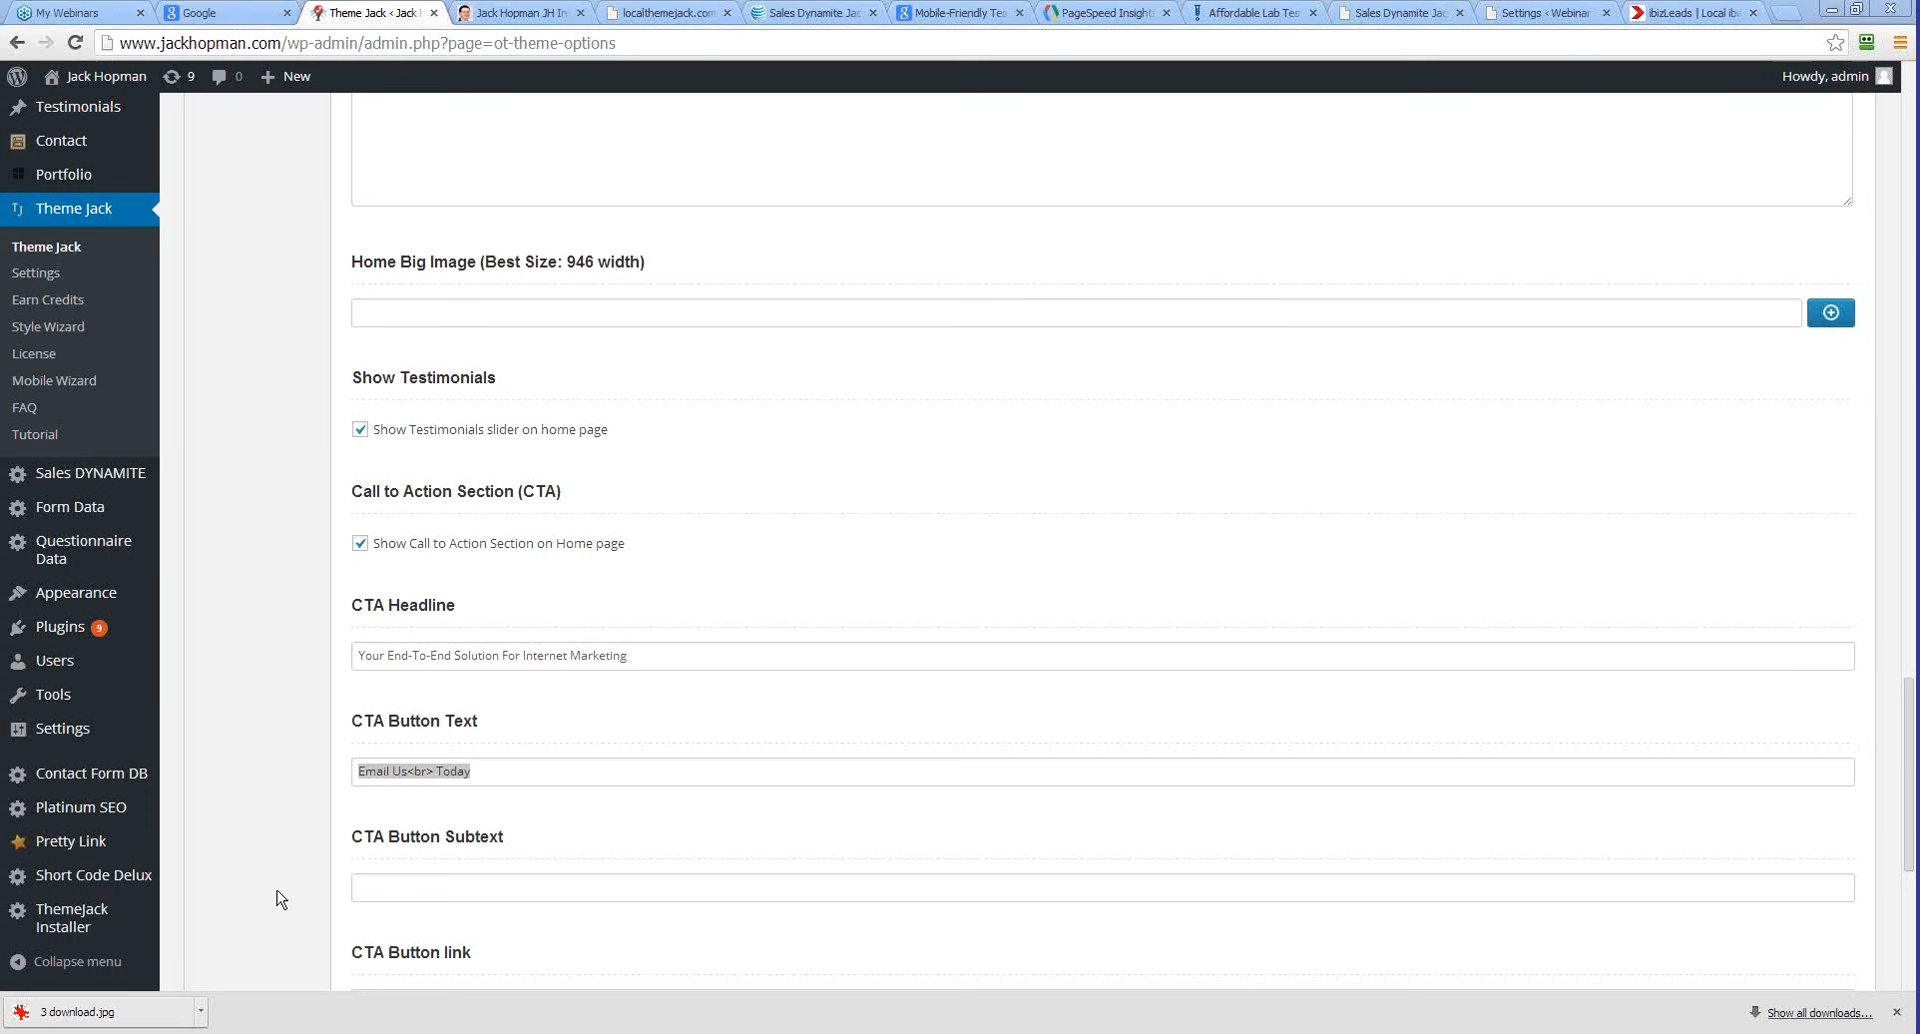 My Webinars
Google
Theme Jack ‹ Jack
Jack Hopman JH In
localthemejack.com
Sales Dynamite Jac
Mobile-Friendly Tes
PageSpeed Insight
Affordable Lab Tes
Sales Dynamite Jac
Settings ‹ Webinar
ibizLeads | Local ibi
www.jackhopman.com/wp-admin/admin.php?page=ot-theme-options
Jack Hopman
9
0
New
Howdy, admin
Testimonials
Contact
Portfolio
Theme Jack
Theme Jack
Settings
Earn Credits
Style Wizard
License
Mobile Wizard
FAQ
Tutorial
Sales DYNAMITE
Form Data
Questionnaire
Data
Appearance
Plugins 9
Users
Tools
Settings
Contact Form DB
Platinum SEO
Pretty Link
Short Code Delux
ThemeJack
Installer
Collapse menu
Home Big Image (Best Size: 946 width)
Show Testimonials
Show Testimonials slider on home page
Call to Action Section (CTA)
Show Call to Action Section on Home page
CTA Headline
Your End-To-End Solution For Internet Marketing
CTA Button Text
Email Us<br> Today
CTA Button Subtext
CTA Button link
3 download.jpg
Show all downloads...